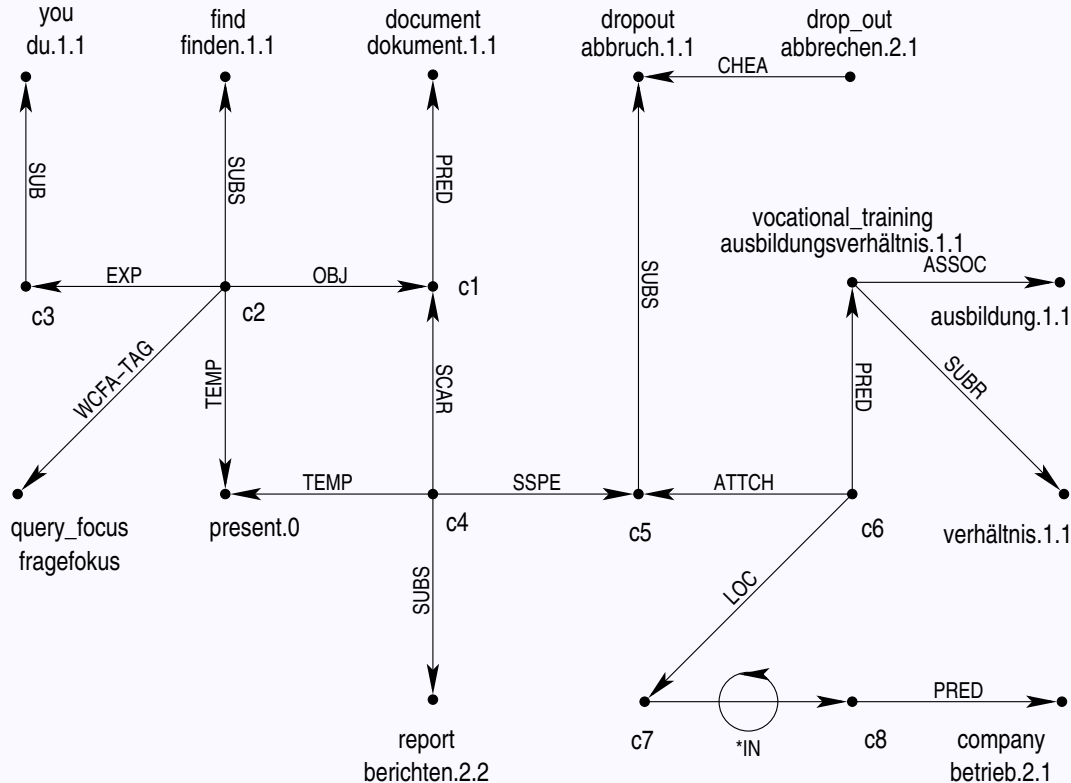 you
du.1.1
find
finden.1.1
document
dokument.1.1
dropout
abbruch.1.1
drop_out
abbrechen.2.1
CHEA
SUB
SUBS
PRED
SUBS
vocational_training
ausbildungsverhältnis.1.1
ASSOC
EXP
OBJ
c3
c2
c1
ausbildung.1.1
WCFA-TAG
TEMP
SCAR
PRED
SUBR
TEMP
SSPE
ATTCH
query_focus
fragefokus
present.0
c4
c5
c6
verhältnis.1.1
SUBS
LOC
PRED
*IN
report
berichten.2.2
c7
c8
company
betrieb.2.1